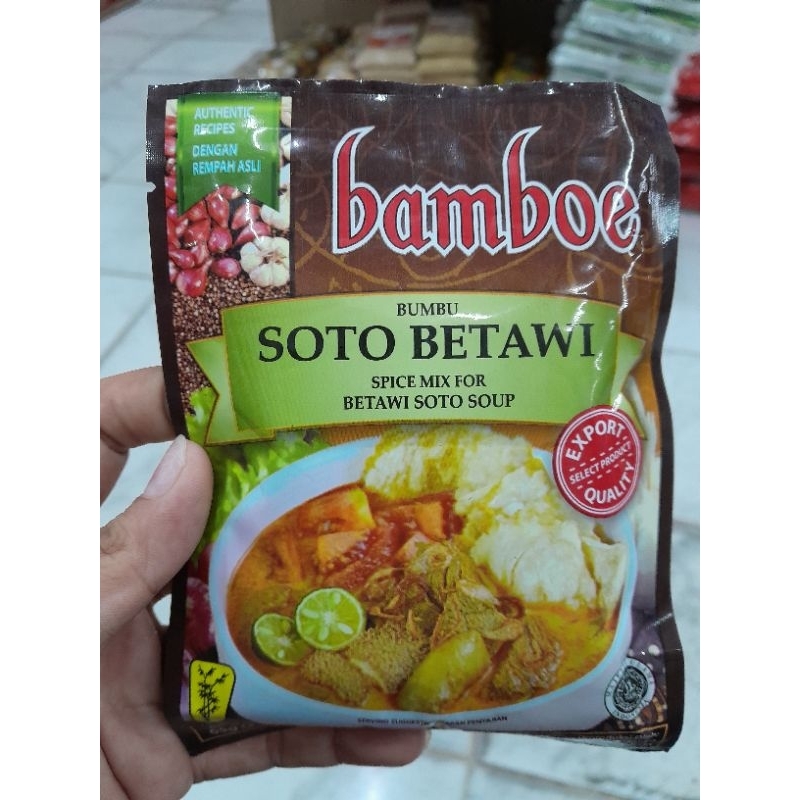 AUTHENTIC
RECIPES
DENGAN
REMPAH ASLI
bamboe
BUMBU
SOTO BETAWI
SPICE MIX FOR
BETAWI SOTO SOUP
EXPORT
SELECT PRODUCT
QUALITY